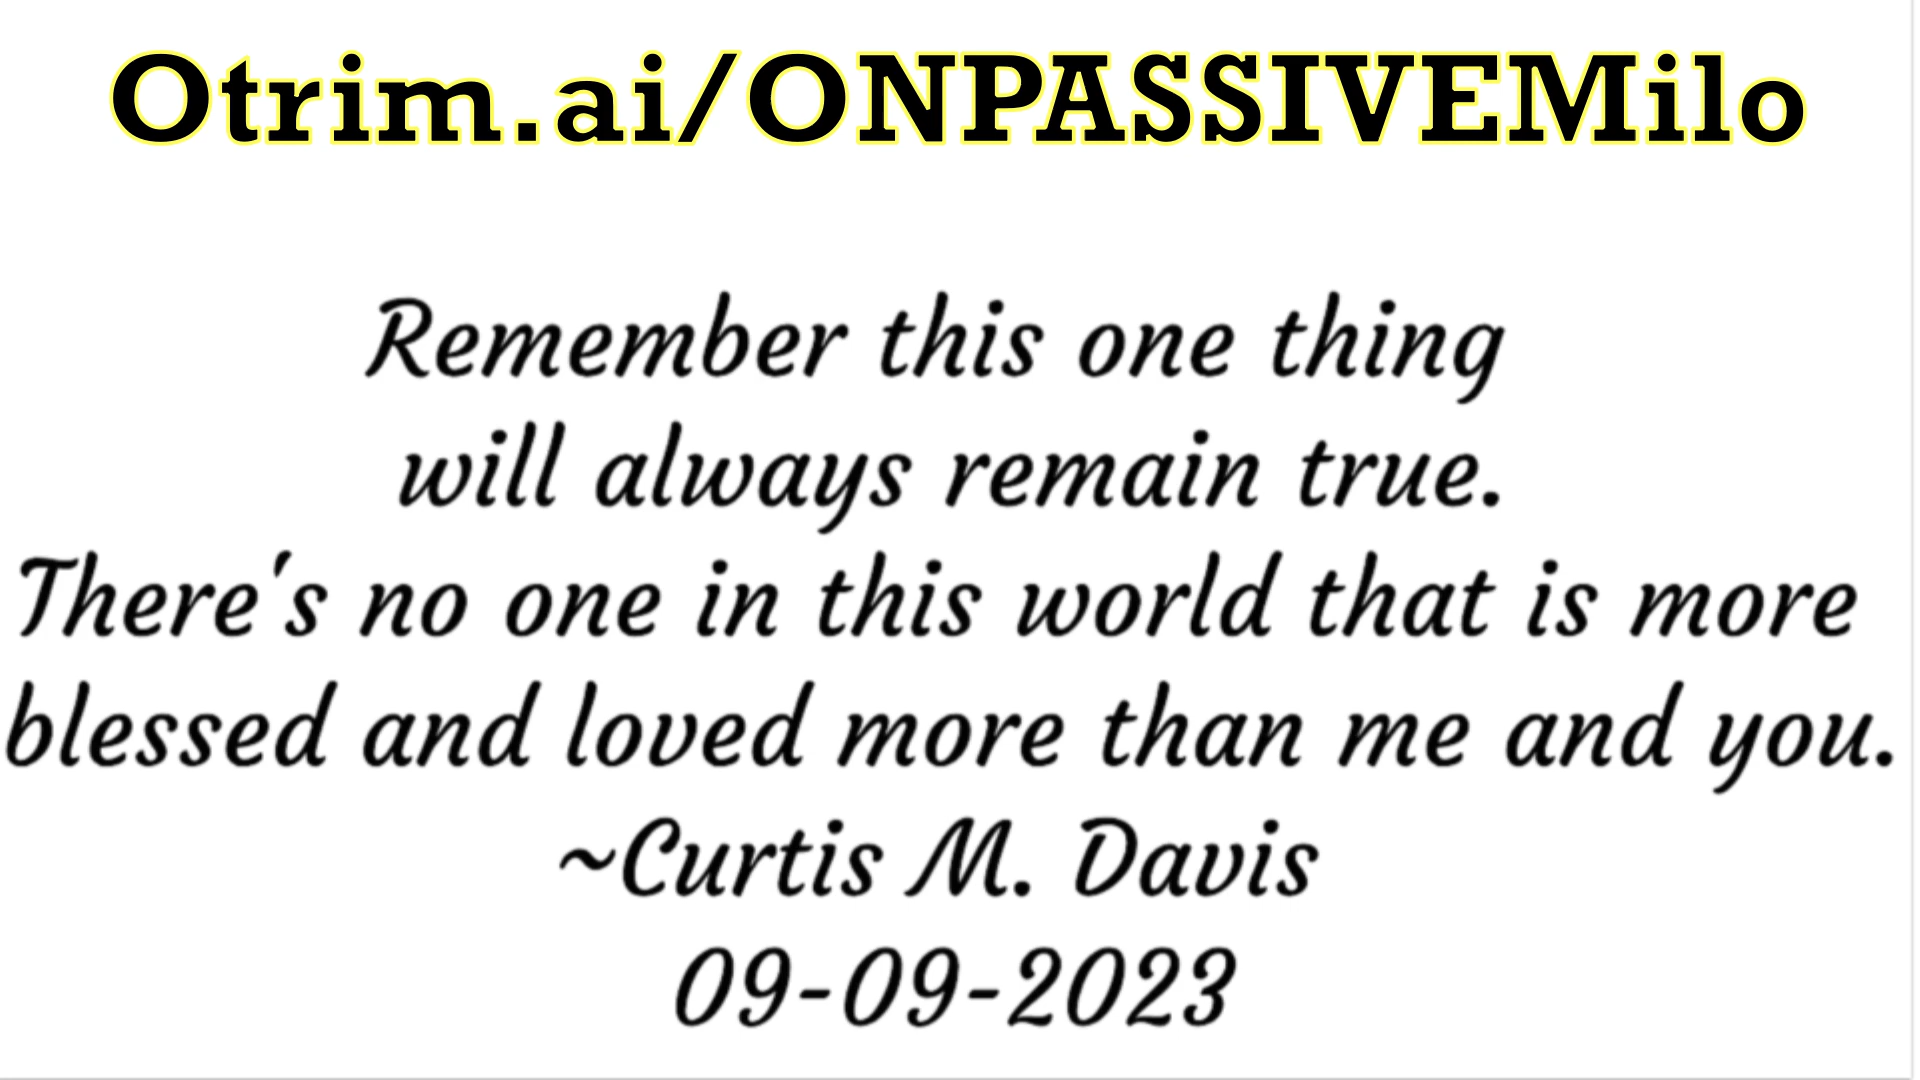 Otrim.ai/ONPASSIVEMilo
Remember this one thing
will always remain true.
There's no one in this world that is more
blessed and loved more than me and you.
~Curtis M. Davis
09-09-2023